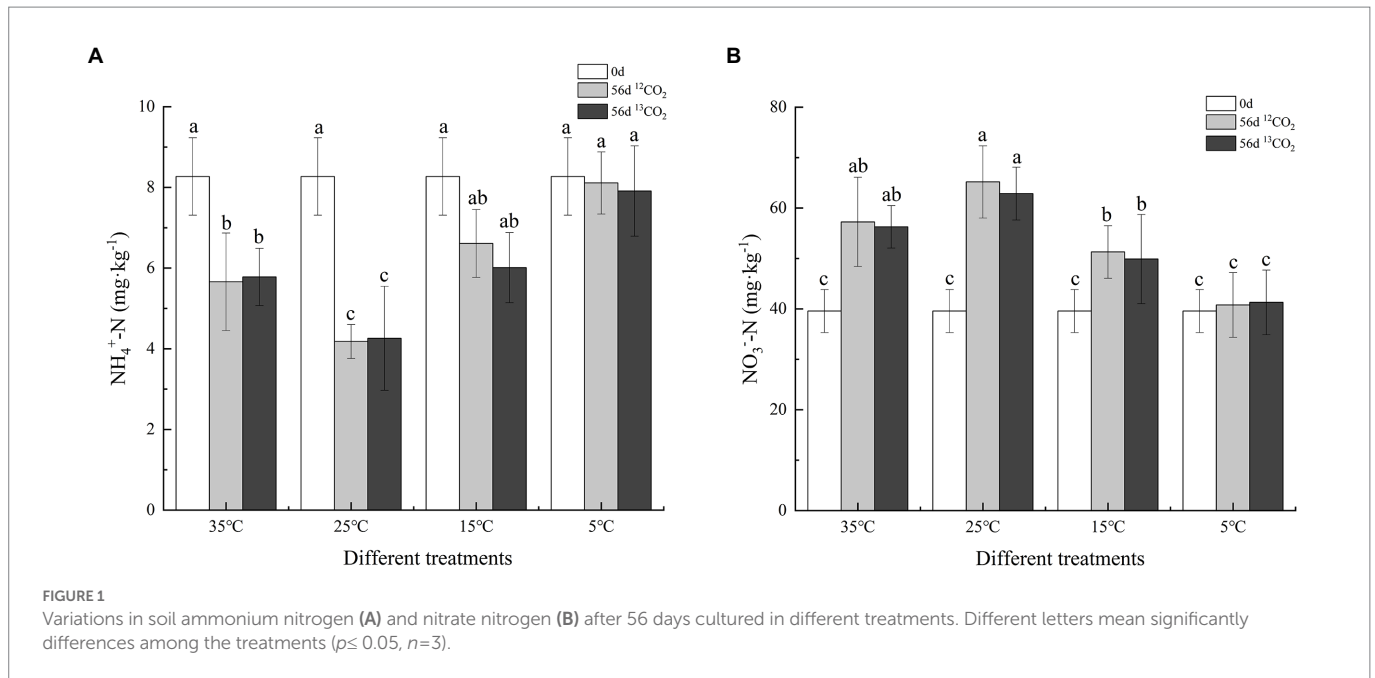 A
0d
56d ¹²CO₂
56d ¹³CO₂
10
8
6
4
2
0
NH₄⁺-N (mg·kg⁻¹)
a
b
b
a
c
c
a
ab
ab
a
a
a
35°C
25°C
15°C
5°C
Different treatments
B
0d
56d ¹²CO₂
56d ¹³CO₂
80
60
40
20
0
NO₃⁻-N (mg·kg⁻¹)
c
ab
ab
c
a
a
c
b
b
c
c
c
35°C
25°C
15°C
5°C
Different treatments
FIGURE 1
Variations in soil ammonium nitrogen (A) and nitrate nitrogen (B) after 56 days cultured in different treatments. Different letters mean significantly
differences among the treatments (p≤ 0.05, n=3).